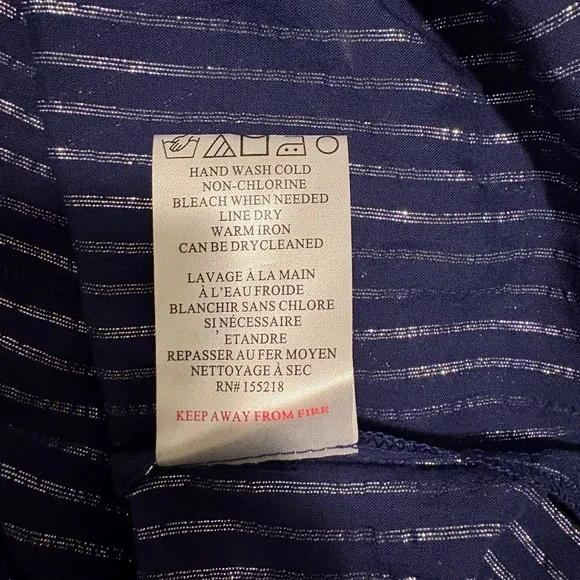 HAND WASH COLD
NON-CHLORINE
BLEACH WHEN NEEDED
LINE DRY
WARM IRON
CAN BE DRYCLEANED
LAVAGE À LA MAIN
À L'EAU FROIDE
BLANCHIR SANS CHLORE
SI NÉCESSAIRE
ETANDRE
REPASSER AU FER MOYEN
NETTOYAGE À SEC
RN# 155218
KEEP AWAY FROM FIRE